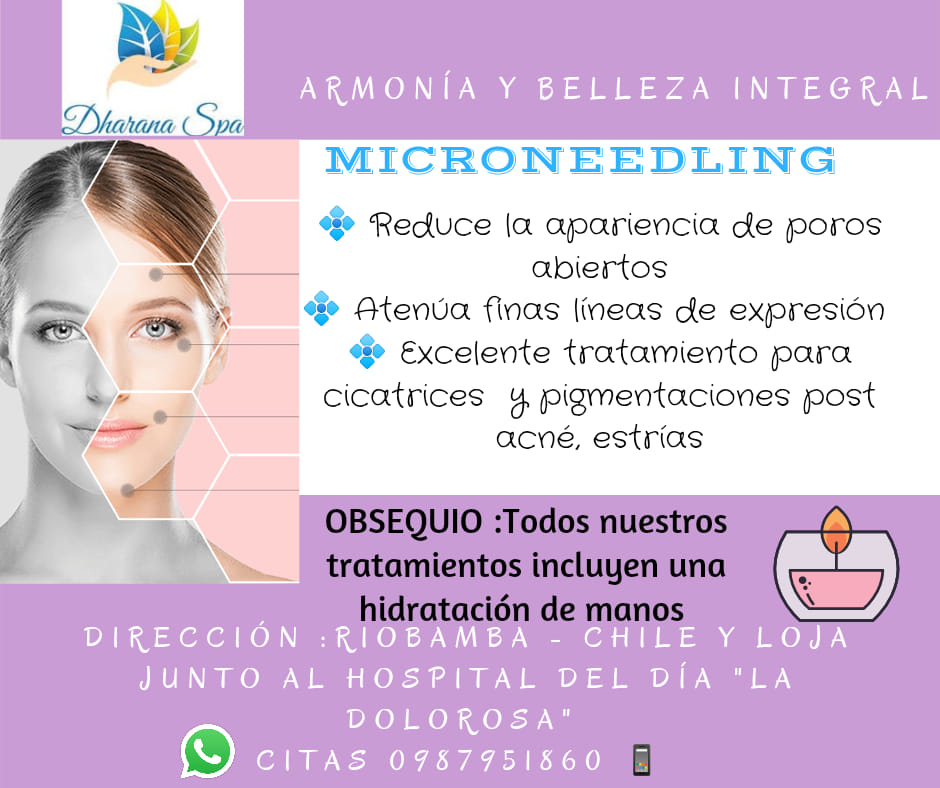 Dharana Spa
ARMONÍA Y BELLEZA INTEGRAL
MICRONEEDLING
💠 Reduce la apariencia de poros
abiertos
💠 Atenúa finas líneas de expresión
💠 Excelente tratamiento para
cicatrices y pigmentaciones post
acné, estrías
OBSEQUIO :Todos nuestros
tratamientos incluyen una
hidratación de manos
DIRECCIÓN :RIOBAMBA - CHILE Y LOJA
JUNTO AL HOSPITAL DEL DÍA "LA
DOLOROSA"
CITAS 0987951860 📱